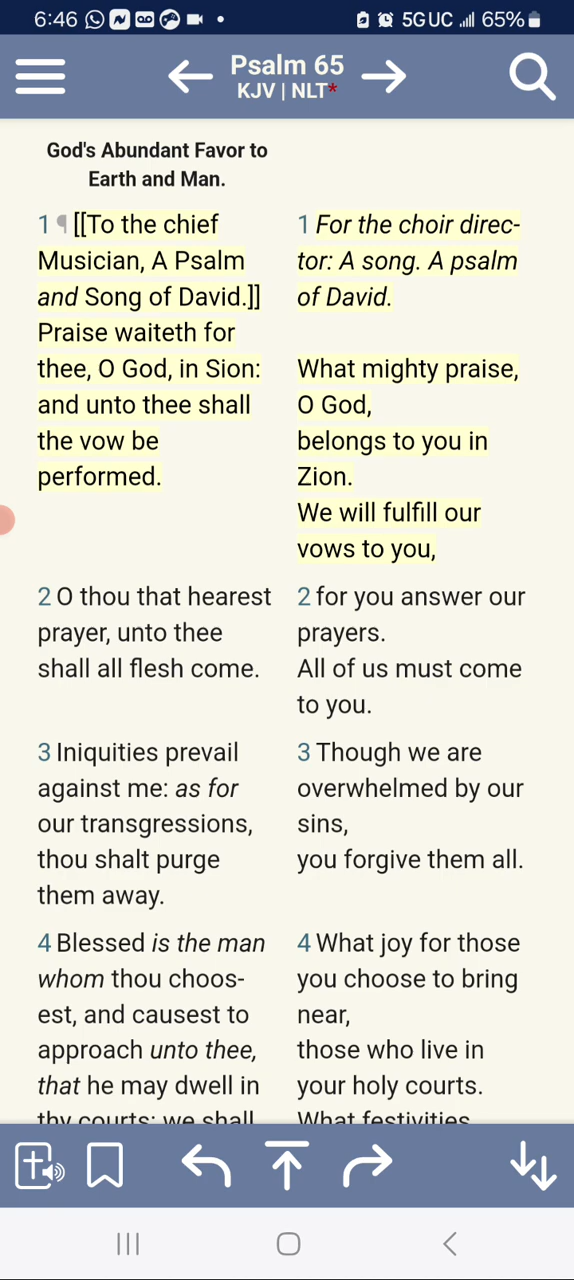 6:46 5G UC 65%
Psalm 65
KJV | NLT*
God's Abundant Favor to
Earth and Man.
1 ¶ [[To the chief
Musician, A Psalm
and Song of David.]]
Praise waiteth for
thee, O God, in Sion:
and unto thee shall
the vow be
performed.
1 For the choir direc-
tor: A song. A psalm
of David.
What mighty praise,
O God,
belongs to you in
Zion.
We will fulfill our
vows to you,
2 O thou that hearest
prayer, unto thee
shall all flesh come.
2 for you answer our
prayers.
All of us must come
to you.
3 Iniquities prevail
against me: as for
our transgressions,
thou shalt purge
them away.
3 Though we are
overwhelmed by our
sins,
you forgive them all.
4 Blessed is the man
whom thou choos-
est, and causest to
approach unto thee,
that he may dwell in
thy courts: we shall
4 What joy for those
you choose to bring
near,
those who live in
your holy courts.
What festivities